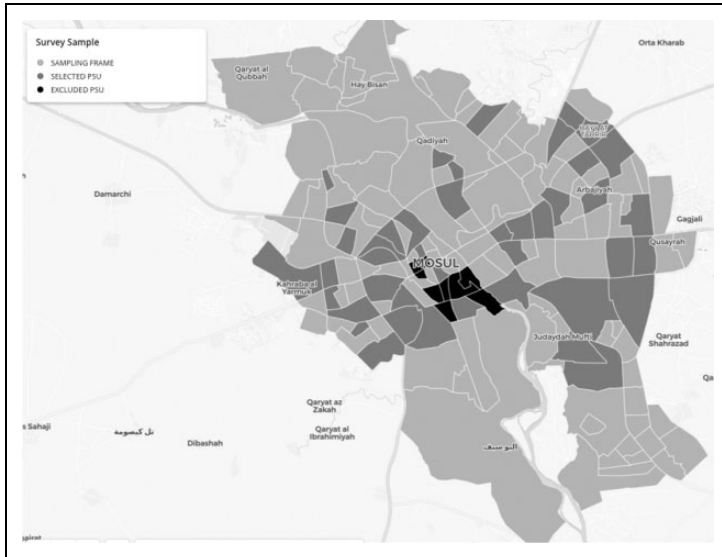 Survey Sample
SAMPLING FRAME
SELECTED PSU
EXCLUDED PSU
Orta Kharab
Qaryat al
Qubbah
Hay Bisan
Qadiyah
Damarchi
Arbajiyah
Gagjali
Qusayrah
MOSUL
Kahraba al
Yarmuk
Judaydah Mufti
Qaryat
Shahrazad
Qaryat az
Zakah
Qaryat al
Ibrahimiyah
Sahaji
تل كيصومة
Dibashah
البو سيف